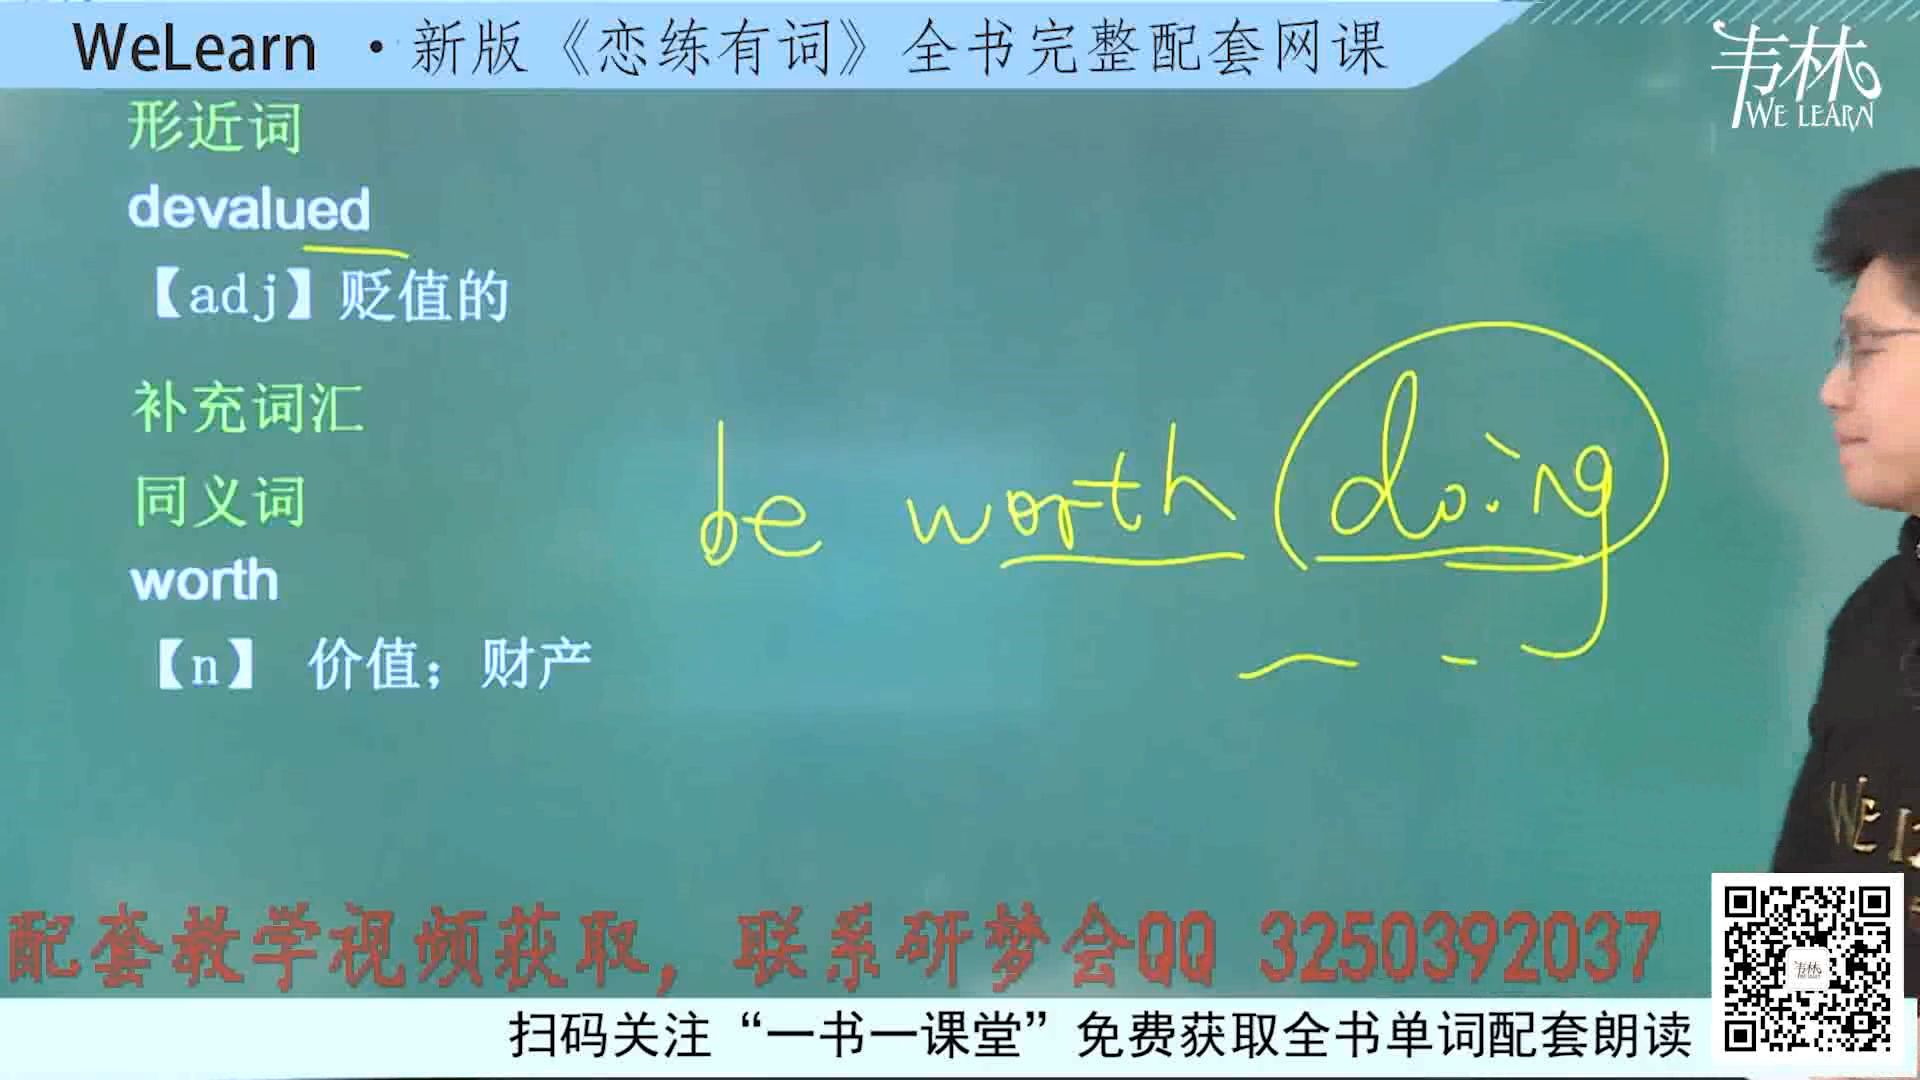 WeLearn ·新版《恋练有词》全书完整配套网课
韦林
WE LEARN
形近词
devalued
【adj】贬值的
补充词汇
同义词
worth
【n】 价值；财产
be worth doing
WE
配套教学视频获取，联系研梦会QQ 3250392037
韦林
扫码关注“一书一课堂”免费获取全书单词配套朗读